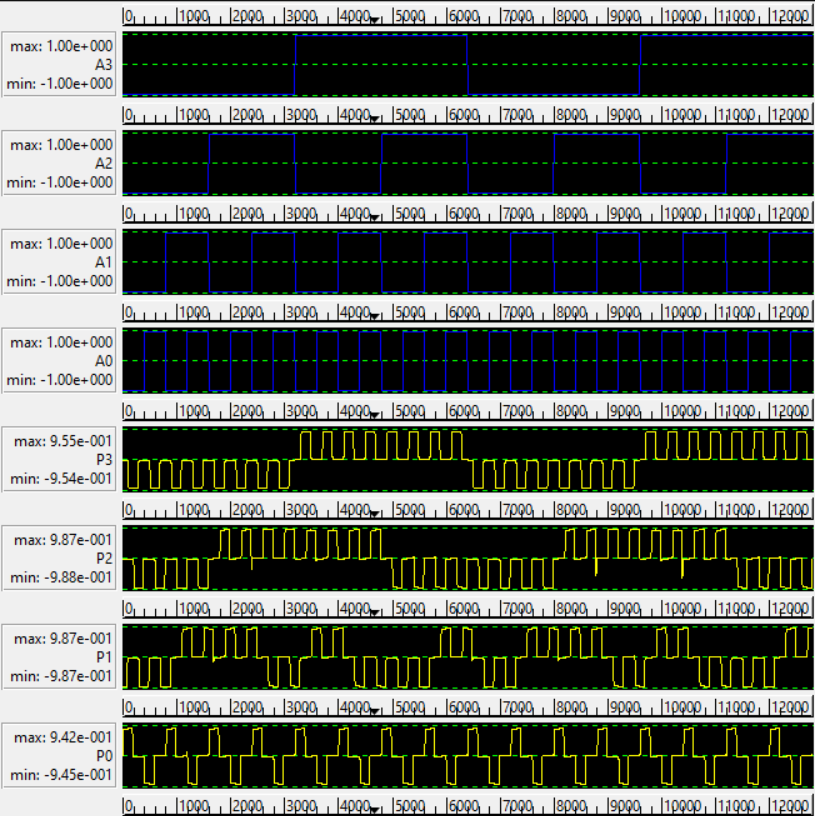 0 1000 2000 3000 4000 5000 6000 7000 8000 9000 10000 11000 12000
max: 1.00e+000
A3
min: -1.00e+000
0 1000 2000 3000 4000 5000 6000 7000 8000 9000 10000 11000 12000
max: 1.00e+000
A2
min: -1.00e+000
0 1000 2000 3000 4000 5000 6000 7000 8000 9000 10000 11000 12000
max: 1.00e+000
A1
min: -1.00e+000
0 1000 2000 3000 4000 5000 6000 7000 8000 9000 10000 11000 12000
max: 1.00e+000
A0
min: -1.00e+000
0 1000 2000 3000 4000 5000 6000 7000 8000 9000 10000 11000 12000
max: 9.55e-001
P3
min: -9.54e-001
0 1000 2000 3000 4000 5000 6000 7000 8000 9000 10000 11000 12000
max: 9.87e-001
P2
min: -9.88e-001
0 1000 2000 3000 4000 5000 6000 7000 8000 9000 10000 11000 12000
max: 9.87e-001
P1
min: -9.87e-001
0 1000 2000 3000 4000 5000 6000 7000 8000 9000 10000 11000 12000
max: 9.42e-001
P0
min: -9.45e-001
0 1000 2000 3000 4000 5000 6000 7000 8000 9000 10000 11000 12000